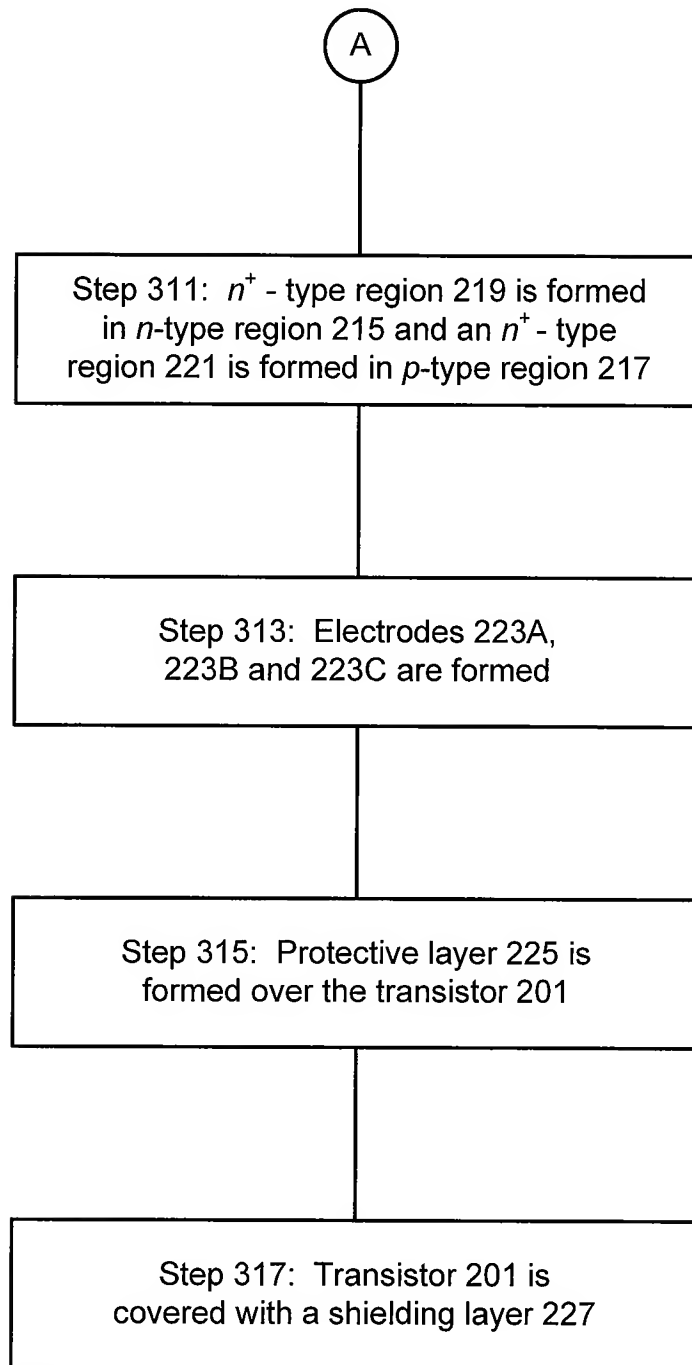 A
Step 311: n⁺ - type region 219 is formed
in n-type region 215 and an n⁺ - type
region 221 is formed in p-type region 217
Step 313: Electrodes 223A,
223B and 223C are formed
Step 315: Protective layer 225 is
formed over the transistor 201
Step 317: Transistor 201 is
covered with a shielding layer 227